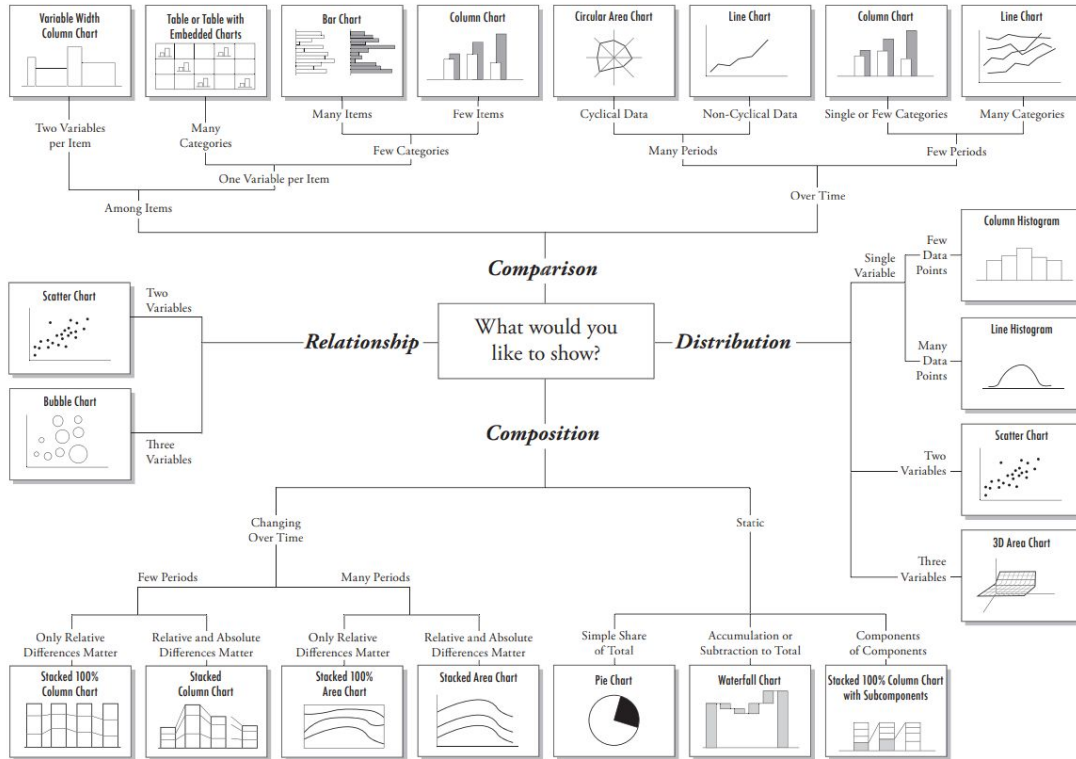 Variable Width
Column Chart
Table or Table with
Embedded Charts
Bar Chart
Column Chart
Circular Area Chart
Line Chart
Column Chart
Line Chart
Two Variables
per Item
Many
Categories
Many Items
Few Items
Cyclical Data
Non-Cyclical Data
Single or Few Categories
Many Categories
Few Categories
Many Periods
Few Periods
One Variable per Item
Over Time
Among Items
Comparison
What would you
like to show?
Relationship
Two
Variables
Scatter Chart
Three
Variables
Bubble Chart
Distribution
Single
Variable
Few
Data
Points
Column Histogram
Many
Data
Points
Line Histogram
Two
Variables
Scatter Chart
Three
Variables
3D Area Chart
Composition
Changing
Over Time
Static
Few Periods
Many Periods
Only Relative
Differences Matter
Relative and Absolute
Differences Matter
Only Relative
Differences Matter
Relative and Absolute
Differences Matter
Simple Share
of Total
Accumulation or
Subtraction to Total
Components
of Components
Stacked 100%
Column Chart
Stacked
Column Chart
Stacked 100%
Area Chart
Stacked Area Chart
Pie Chart
Waterfall Chart
Stacked 100% Column Chart
with Subcomponents